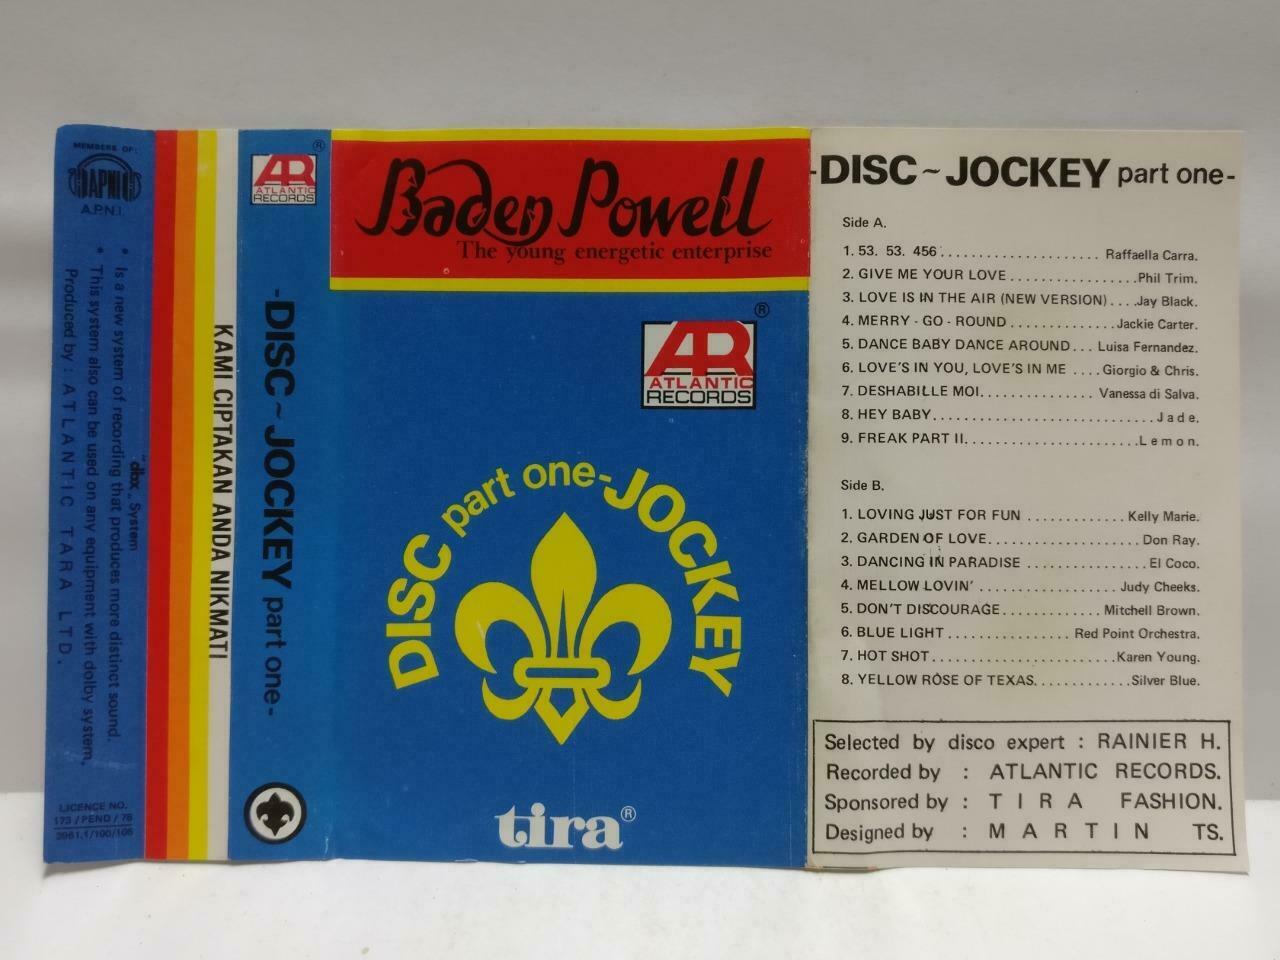 MEMBERS OF:
APNI
A.P.N.I.
"dbx" System
• Is a new system of recording that produces more distinct sound.
• This system also can be used on any equipment with dolby system.
Produced by : ATLANTIC TARA LTD.
LICENCE NO.
173 / PEND / 78
3961.1/100/106
KAMI CIPTAKAN ANDA NIKMATI
AR ®
ATLANTIC
RECORDS
-DISC~JOCKEY part one-
Baden Powell
The young energetic enterprise
AR ®
ATLANTIC
RECORDS
DISC part one-JOCKEY
tira®
-DISC~JOCKEY part one-
Side A.
1. 53. 53. 456. . . . . . . . . . . . . . . . . . . . . Raffaella Carra.
2. GIVE ME YOUR LOVE . . . . . . . . . . . . . . . . .Phil Trim.
3. LOVE IS IN THE AIR (NEW VERSION) . . . .Jay Black.
4. MERRY - GO - ROUND . . . . . . . . . . . . . .Jackie Carter.
5. DANCE BABY DANCE AROUND. . . Luisa Fernandez.
6. LOVE'S IN YOU, LOVE'S IN ME . . . .Giorgio & Chris.
7. DESHABILLE MOI. . . . . . . . . . . . . . Vanessa di Salva.
8. HEY BABY. . . . . . . . . . . . . . . . . . . . . . . . . . . . J a d e.
9. FREAK PART II. . . . . . . . . . . . . . . . . . . . . . .L e m o n.
Side B.
1. LOVING JUST FOR FUN . . . . . . . . . . . . . Kelly Marie.
2. GARDEN OF LOVE. . . . . . . . . . . . . . . . . . . . Don Ray.
3. DANCING IN PARADISE . . . . . . . . . . . . . . . . El Coco.
4. MELLOW LOVIN' . . . . . . . . . . . . . . . . . . Judy Cheeks.
5. DON'T DISCOURAGE. . . . . . . . . . . . . Mitchell Brown.
6. BLUE LIGHT . . . . . . . . . . . . . . . . Red Point Orchestra.
7. HOT SHOT. . . . . . . . . . . . . . . . . . . . . . . .Karen Young.
8. YELLOW ROSE OF TEXAS. . . . . . . . . . . . .Silver Blue.
Selected by disco expert : RAINIER H.
Recorded by : ATLANTIC RECORDS.
Sponsored by : TIRA FASHION.
Designed by : MARTIN TS.